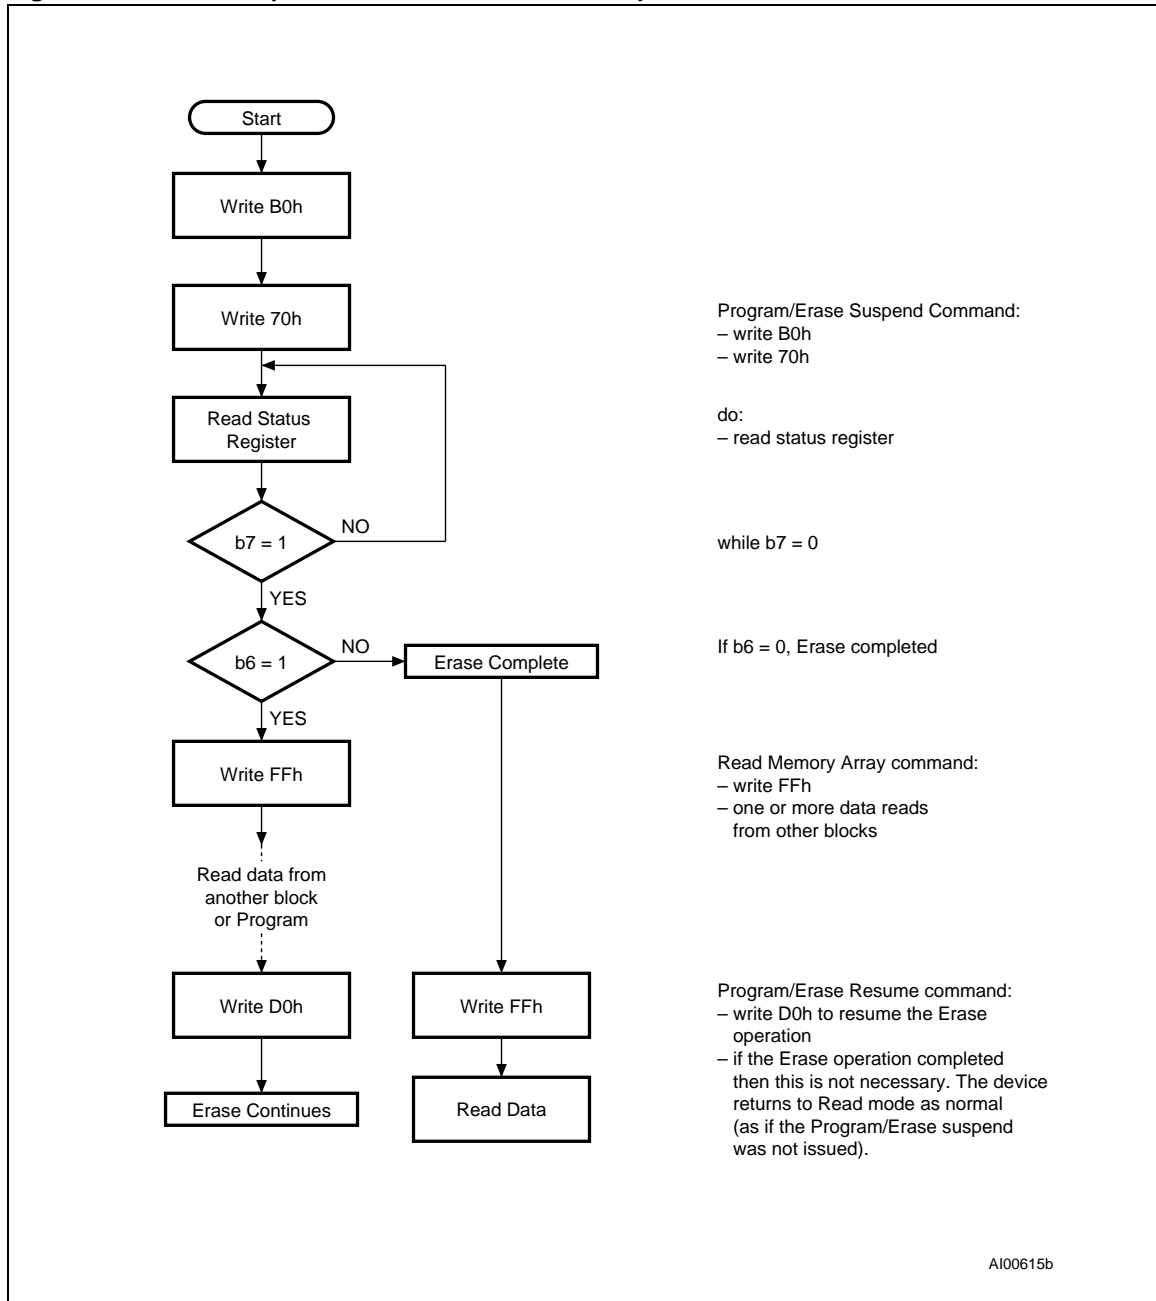 Start
Write B0h
Write 70h
Program/Erase Suspend Command:
– write B0h
– write 70h
Read Status
Register
do:
– read status register
NO
b7 = 1
while b7 = 0
YES
NO
b6 = 1
Erase Complete
If b6 = 0, Erase completed
YES
Write FFh
Read Memory Array command:
– write FFh
– one or more data reads
from other blocks
Read data from
another block
or Program
Write D0h
Write FFh
Program/Erase Resume command:
– write D0h to resume the Erase
operation
– if the Erase operation completed
then this is not necessary. The device
returns to Read mode as normal
(as if the Program/Erase suspend
was not issued).
Erase Continues
Read Data
AI00615b